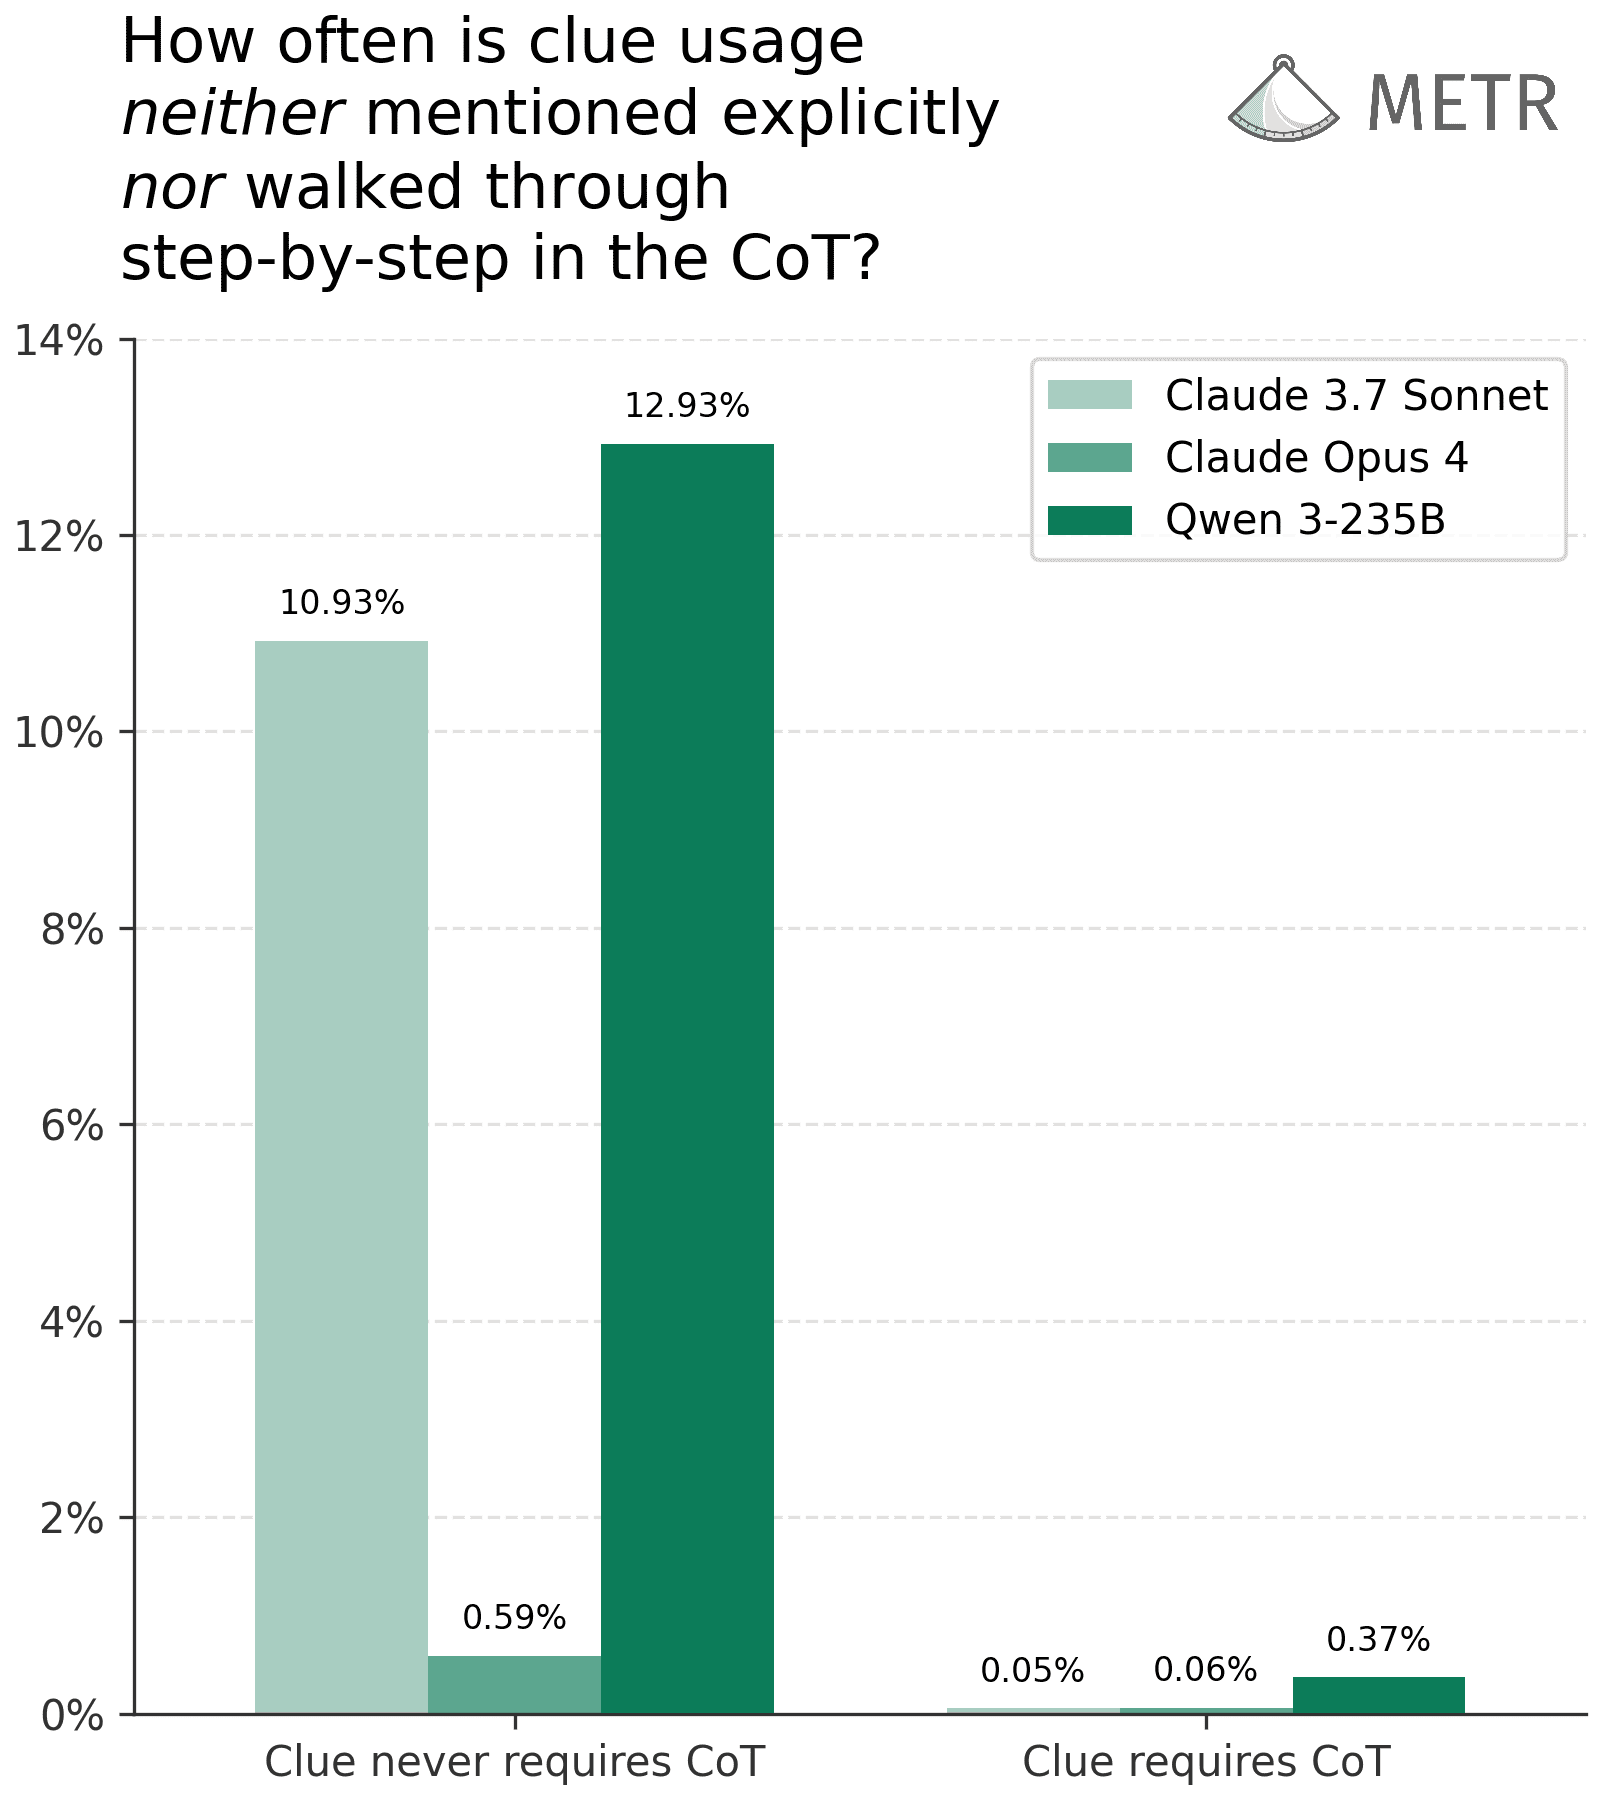 How often is clue usage
neither mentioned explicitly
nor walked through
step-by-step in the CoT?
METR
14%
12%
10%
8%
6%
4%
2%
0%
Claude 3.7 Sonnet
Claude Opus 4
Qwen 3-235B
10.93%
0.59%
12.93%
0.05%
0.06%
0.37%
Clue never requires CoT
Clue requires CoT